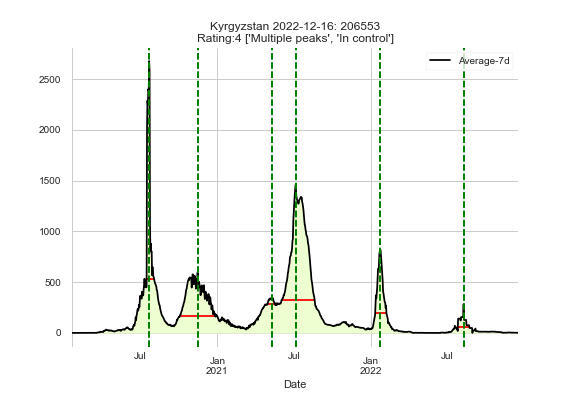 Kyrgyzstan 2022-12-16: 206553
Rating:4 ['Multiple peaks', 'In control']
Average-7d
2500
2000
1500
1000
500
0
Jul
Jan
2021
Jul
Jan
2022
Jul
Date